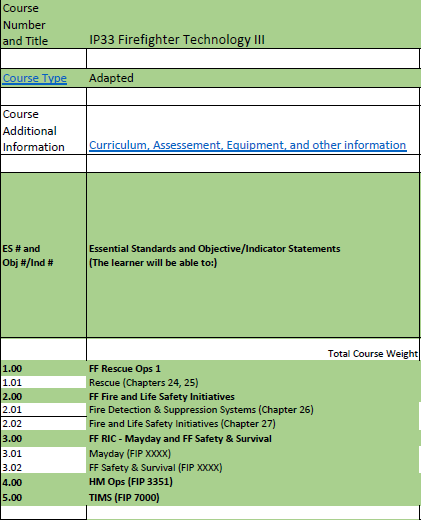 Course
Number
and Title
IP33 Firefighter Technology III
Course Type
Adapted
Course
Additional
Information
Curriculum, Assessement, Equipment, and other information
ES # and
Obj #/Ind #
Essential Standards and Objective/Indicator Statements
(The learner will be able to:)
Total Course Weight
1.00 FF Rescue Ops 1
1.01 Rescue (Chapters 24, 25)
2.00 FF Fire and Life Safety Initiatives
2.01 Fire Detection & Suppression Systems (Chapter 26)
2.02 Fire and Life Safety Initiatives (Chapter 27)
3.00 FF RIC - Mayday and FF Safety & Survival
3.01 Mayday (FIP XXXX)
3.02 FF Safety & Survival (FIP XXXX)
4.00 HM Ops (FIP 3351)
5.00 TIMS (FIP 7000)